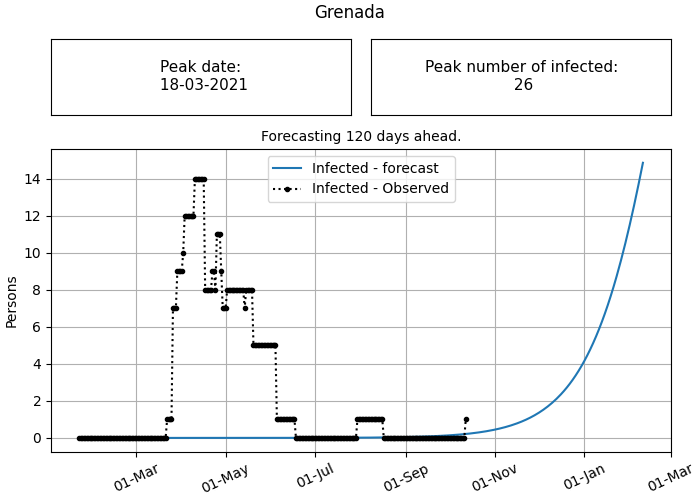 Grenada
Peak date:
18-03-2021
Peak number of infected:
26
Forecasting 120 days ahead.
Infected - forecast
Infected - Observed
Persons
14
12
10
8
6
4
2
0
01-Mar
01-May
01-Jul
01-Sep
01-Nov
01-Jan
01-Mar